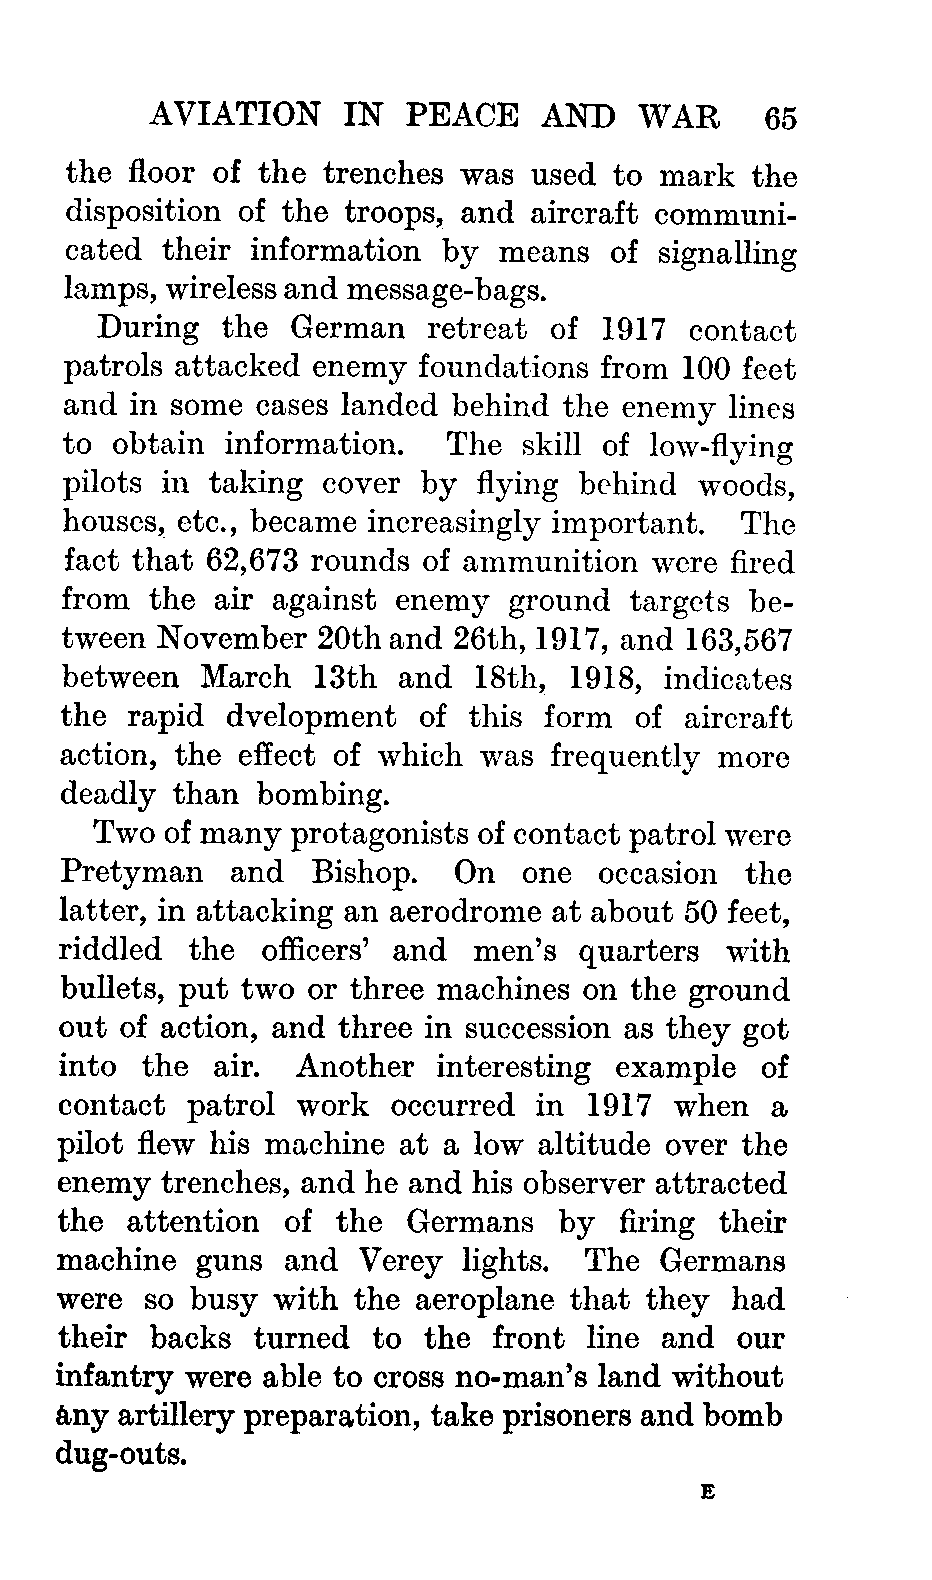 AVIATION IN PEACE AND WAR 65
the floor of the trenches was used to mark the
disposition of the troops, and aircraft communi-
cated their information by means of signalling
lamps, wireless and message-bags.
During the German retreat of 1917 contact
patrols attacked enemy foundations from 100 feet
and in some cases landed behind the enemy lines
to obtain information. The skill of low-flying
pilots in taking cover by flying behind woods,
houses, etc., became increasingly important. The
fact that 62,673 rounds of ammunition were fired
from the air against enemy ground targets be-
tween November 20th and 26th, 1917, and 163,567
between March 13th and 18th, 1918, indicates
the rapid dvelopment of this form of aircraft
action, the effect of which was frequently more
deadly than bombing.
Two of many protagonists of contact patrol were
Pretyman and Bishop. On one occasion the
latter, in attacking an aerodrome at about 50 feet,
riddled the officers' and men's quarters with
bullets, put two or three machines on the ground
out of action, and three in succession as they got
into the air. Another interesting example of
contact patrol work occurred in 1917 when a
pilot flew his machine at a low altitude over the
enemy trenches, and he and his observer attracted
the attention of the Germans by firing their
machine guns and Verey lights. The Germans
were so busy with the aeroplane that they had
their backs turned to the front line and our
infantry were able to cross no-man's land without
any artillery preparation, take prisoners and bomb
dug-outs.
E